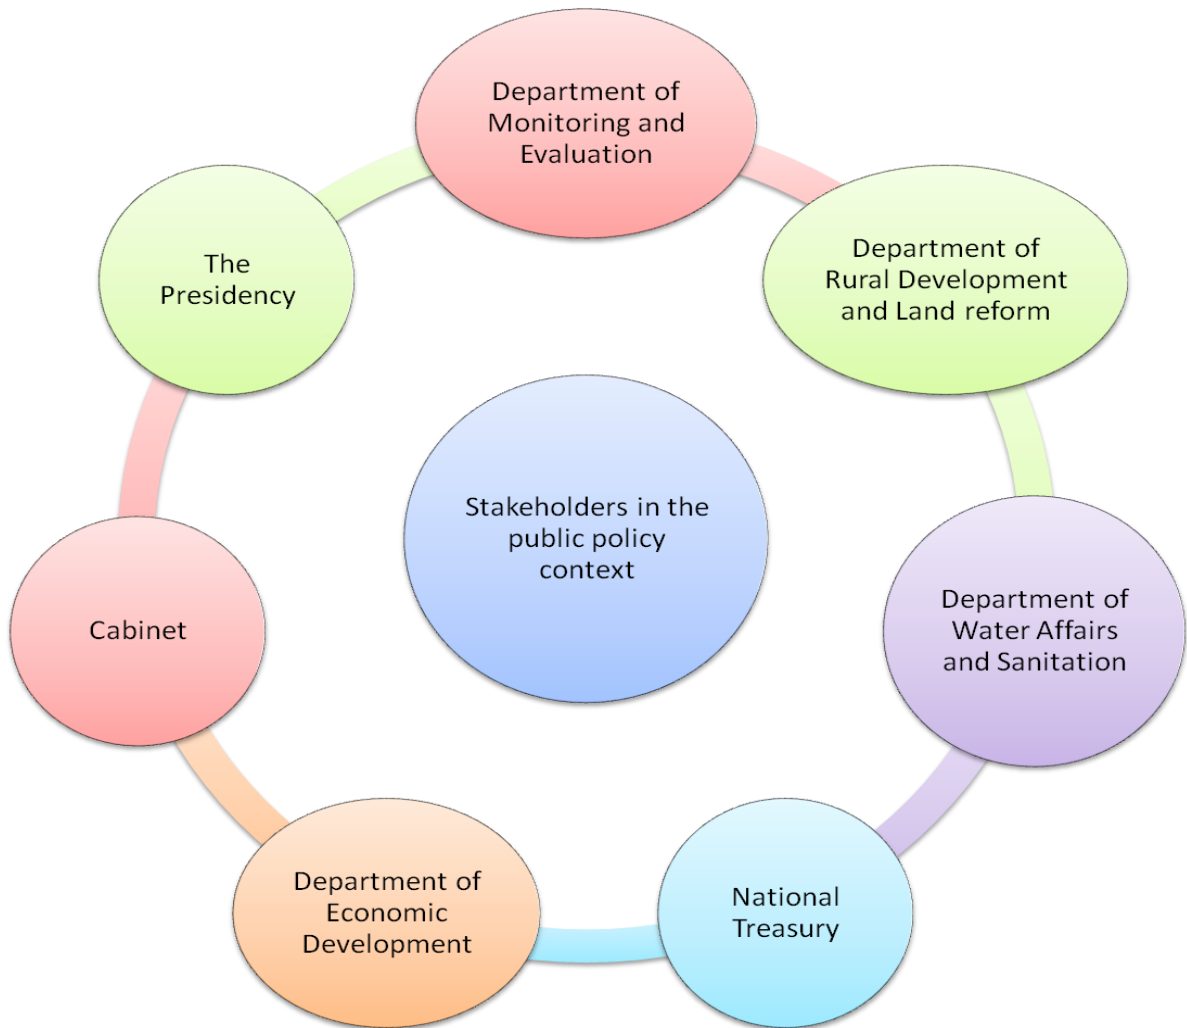 Department of
Monitoring and
Evaluation
Department of
Rural Development
and Land reform
Department of
Water Affairs
and Sanitation
National
Treasury
Department of
Economic
Development
Cabinet
The
Presidency
Stakeholders in the
public policy
context